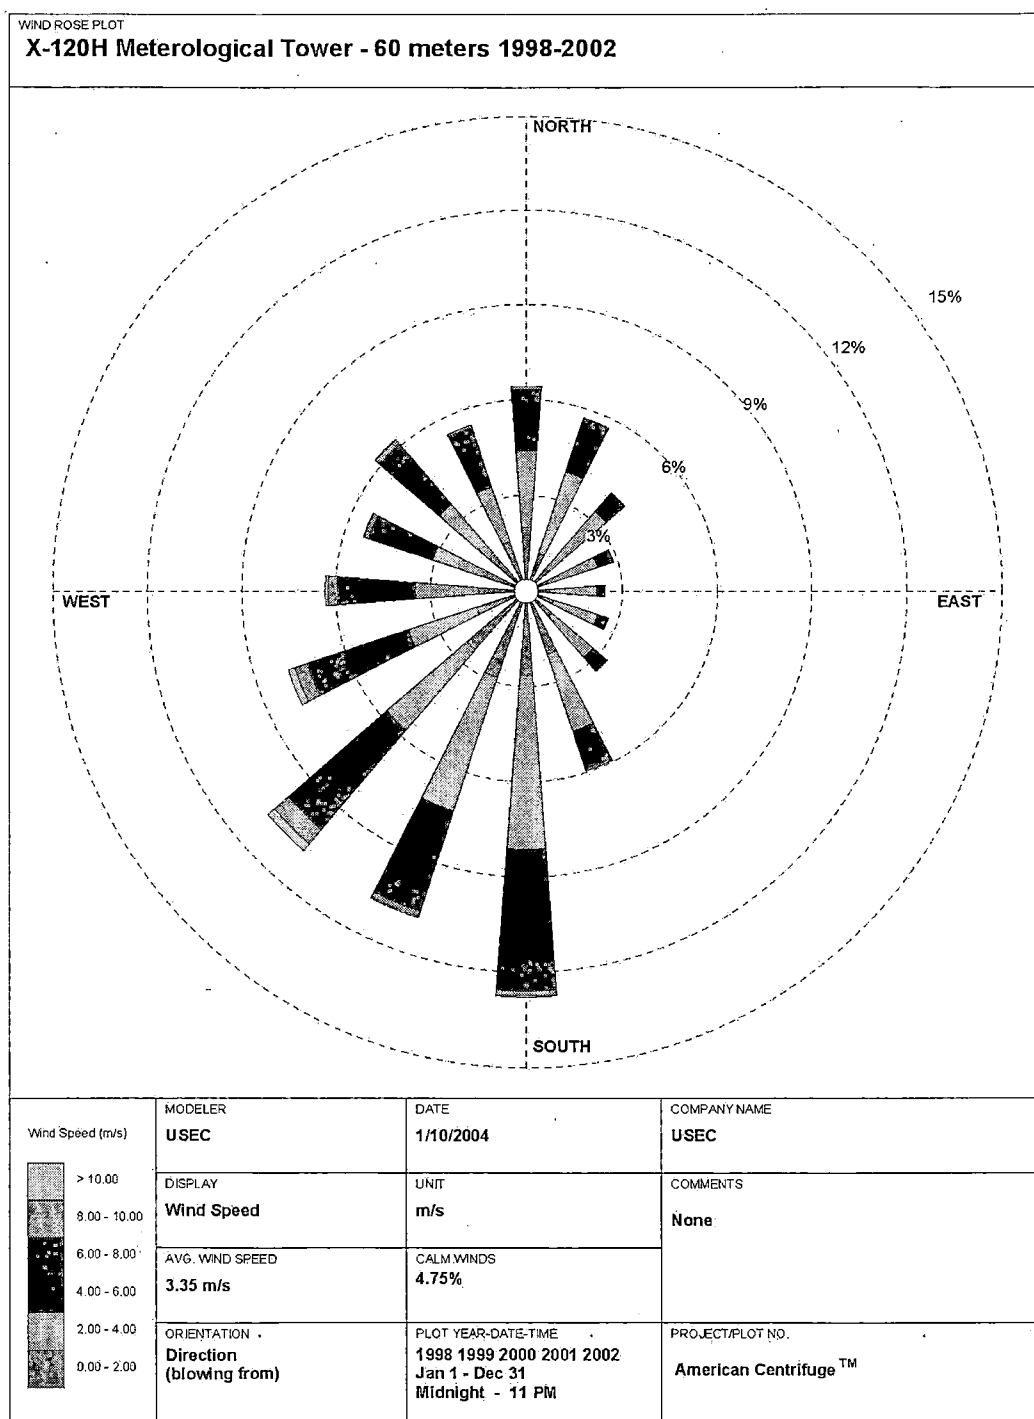 WIND ROSE PLOT
X-120H Meterological Tower - 60 meters 1998-2002
NORTH
15%
12%
9%
6%
3%
WEST
EAST
SOUTH
Wind Speed (m/s)
> 10.00
8.00 - 10.00
6.00 - 8.00
4.00 - 6.00
2.00 - 4.00
0.00 - 2.00
MODELER
USEC
DATE
1/10/2004
COMPANY NAME
USEC
DISPLAY
Wind Speed
UNIT
m/s
COMMENTS
None
AVG. WIND SPEED
3.35 m/s
CALM WINDS
4.75%
ORIENTATION
Direction
(blowing from)
PLOT YEAR-DATE-TIME
1998 1999 2000 2001 2002
Jan 1 - Dec 31
Midnight - 11 PM
PROJECT/PLOT NO.
American Centrifuge TM